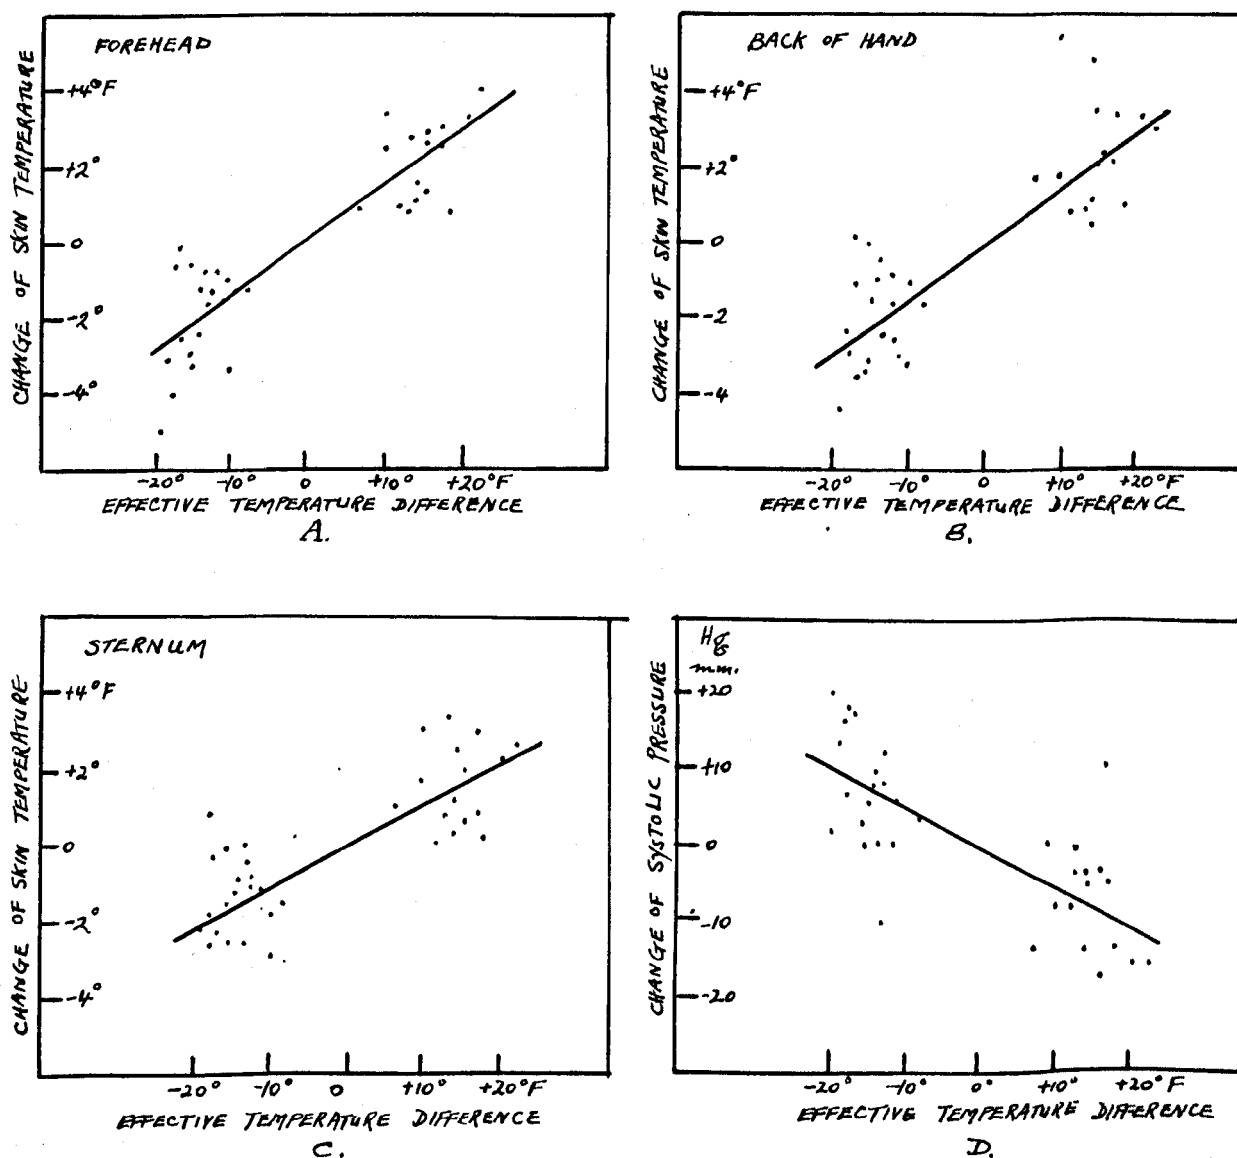 FOREHEAD
CHANGE OF SKIN TEMPERATURE
+4°F
+2°
0
-2°
-4°
-20° -10° 0 +10° +20°F
EFFECTIVE TEMPERATURE DIFFERENCE
A.
BACK OF HAND
CHANGE OF SKIN TEMPERATURE
+4°F
+2°
0
-2
-4
-20° -10° 0 +10° +20°F
EFFECTIVE TEMPERATURE DIFFERENCE
B.
STERNUM
CHANGE OF SKIN TEMPERATURE
+4°F
+2°
0
-2°
-4°
-20° -10° 0 +10° +20°F
EFFECTIVE TEMPERATURE DIFFERENCE
C.
Hg
mm.
CHANGE OF SYSTOLIC PRESSURE
+20
+10
0
-10
-20
-20° -10° 0° +10° +20°F
EFFECTIVE TEMPERATURE DIFFERENCE
D.